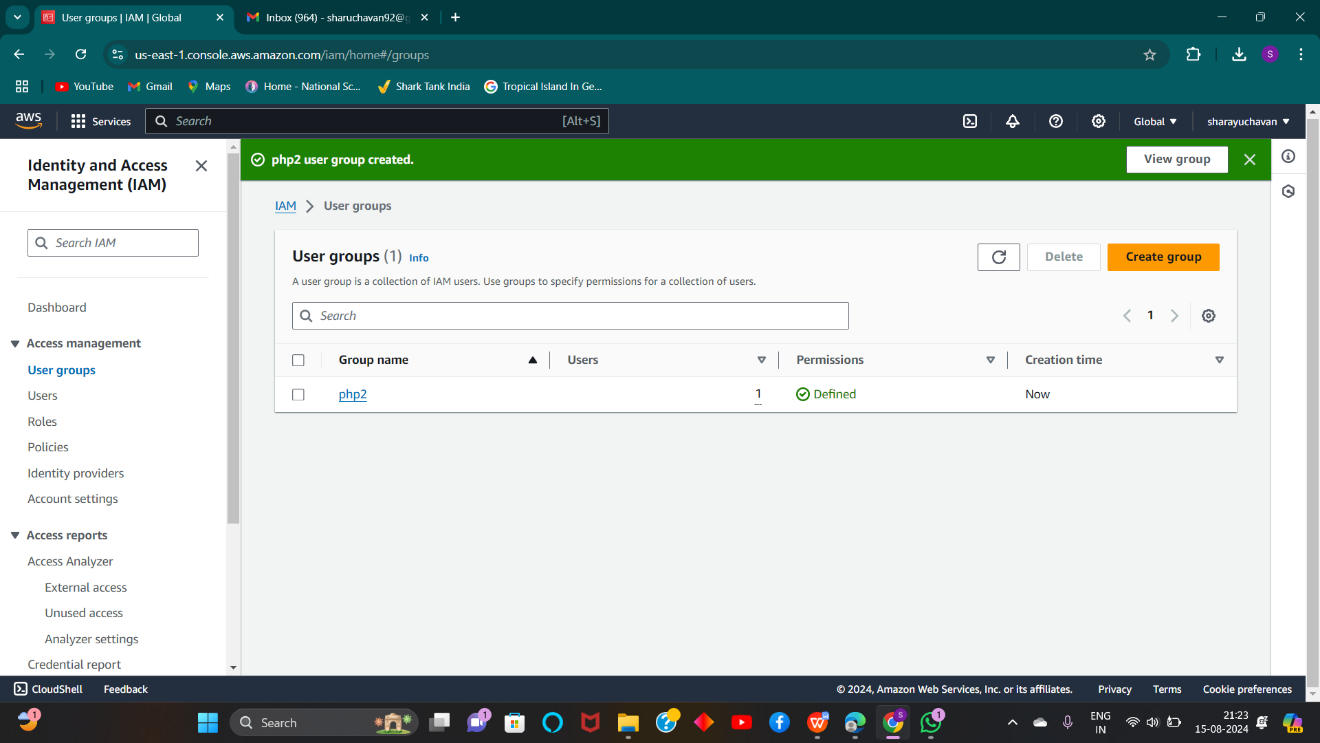 User groups | IAM | Global
Inbox (964) - sharuchavan92@g
us-east-1.console.aws.amazon.com/iam/home#/groups
S
YouTube
Gmail
Maps
Home - National Sc...
Shark Tank India
Tropical Island In Ge...
aws
Services
Search
[Alt+S]
Global
sharayuchavan
Identity and Access
Management (IAM)
Search IAM
Dashboard
Access management
User groups
Users
Roles
Policies
Identity providers
Account settings
Access reports
Access Analyzer
External access
Unused access
Analyzer settings
Credential report
php2 user group created.
View group
IAM
User groups
User groups (1) Info
Delete
Create group
A user group is a collection of IAM users. Use groups to specify permissions for a collection of users.
Search
1
Group name
Users
Permissions
Creation time
php2
1
Defined
Now
CloudShell
Feedback
© 2024, Amazon Web Services, Inc. or its affiliates.
Privacy
Terms
Cookie preferences
1
Search
1
S
1
ENG
IN
21:23
15-08-2024
PRE